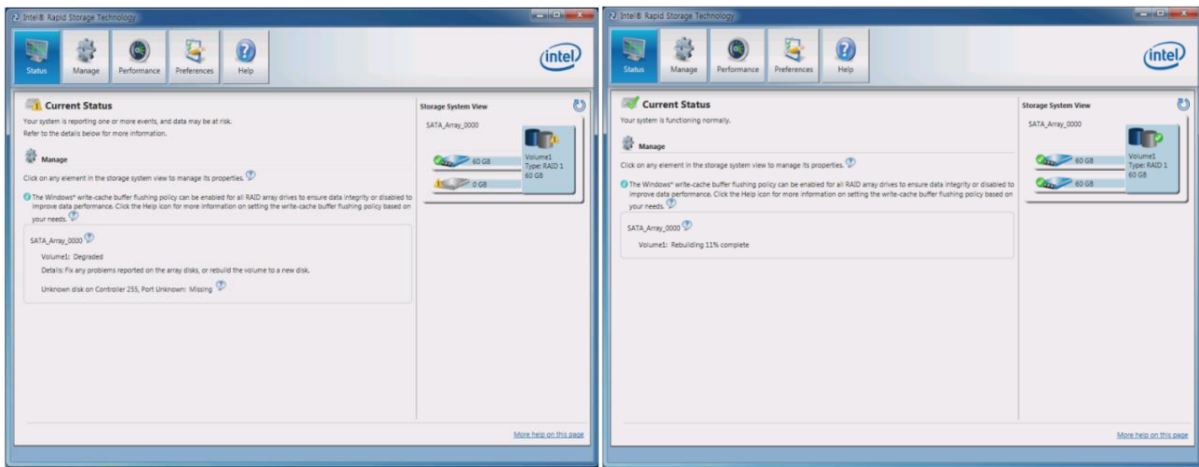 Intel® Rapid Storage Technology
Status
Manage
Performance
Preferences
Help
intel
Current Status
Your system is reporting one or more events, and data may be at risk.
Refer to the details below for more information.
Manage
Click on any element in the storage system view to manage its properties.
The Windows* write-cache buffer flushing policy can be enabled for all RAID array drives to ensure data integrity or disabled to
improve data performance. Click the Help icon for more information on setting the write-cache buffer flushing policy based on
your needs.
SATA_Array_0000
Volume1: Degraded
Details: Fix any problems reported on the array disks, or rebuild the volume to a new disk.
Unknown disk on Controller 255, Port Unknown: Missing
Storage System View
SATA_Array_0000
60 GB
0 GB
Volume1
Type: RAID 1
60 GB
More help on this page
Intel® Rapid Storage Technology
Status
Manage
Performance
Preferences
Help
intel
Current Status
Your system is functioning normally.
Manage
Click on any element in the storage system view to manage its properties.
The Windows* write-cache buffer flushing policy can be enabled for all RAID array drives to ensure data integrity or disabled to
improve data performance. Click the Help icon for more information on setting the write-cache buffer flushing policy based on
your needs.
SATA_Array_0000
Volume1: Rebuilding 11% complete
Storage System View
SATA_Array_0000
60 GB
60 GB
Volume1
Type: RAID 1
60 GB
More help on this page